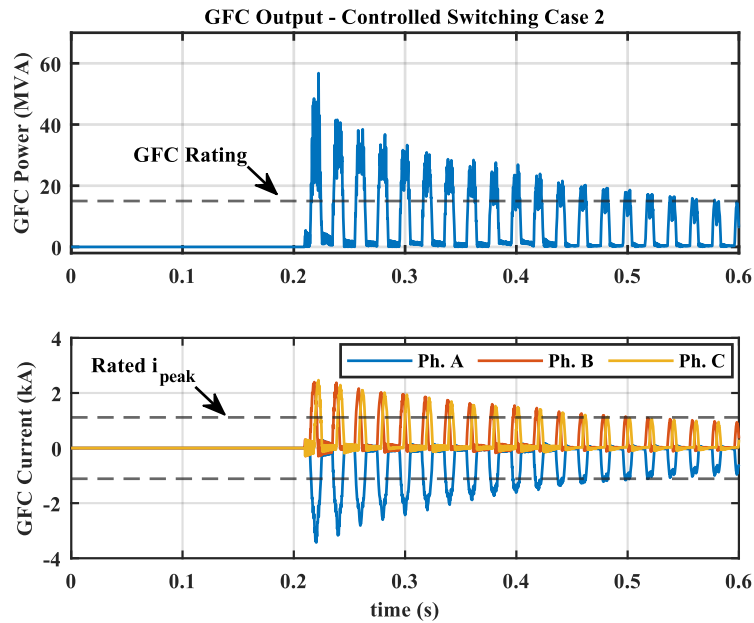 GFC Output - Controlled Switching Case 2
GFC Power (MVA)
60
40
20
0
GFC Rating
0 0.1 0.2 0.3 0.4 0.5 0.6
GFC Current (kA)
4
2
0
-2
-4
Rated i_peak
Ph. A Ph. B Ph. C
0 0.1 0.2 0.3 0.4 0.5 0.6
time (s)